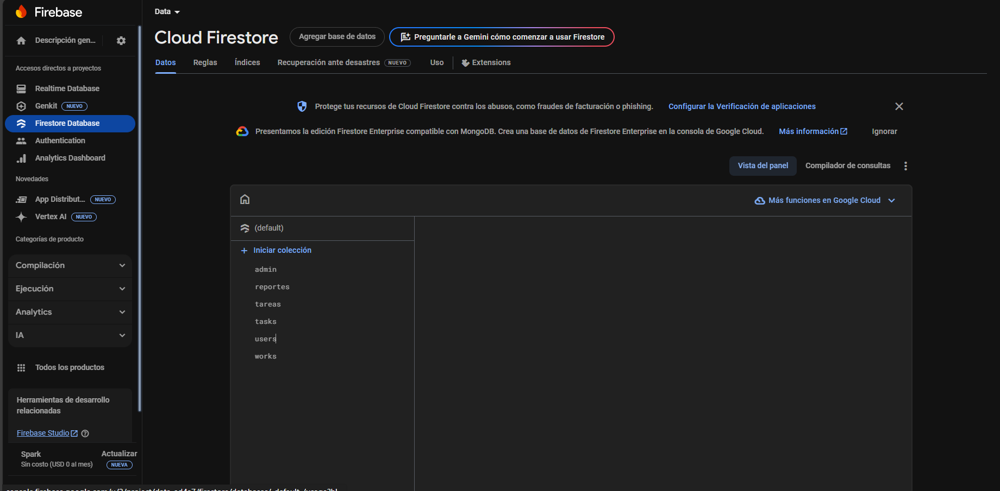 Firebase
Descripción gen...
Accesos directos a proyectos
Realtime Database
Genkit NUEVO
Firestore Database
Authentication
Analytics Dashboard
Novedades
App Distribut... NUEVO
Vertex AI NUEVO
Categorías de producto
Compilación
Ejecución
Analytics
IA
Todos los productos
Herramientas de desarrollo
relacionadas
Firebase Studio
Spark
Sin costo (USD 0 al mes)
Actualizar
NUEVA
Data
Cloud Firestore
Agregar base de datos
Preguntarle a Gemini cómo comenzar a usar Firestore
Datos Reglas Índices Recuperación ante desastres NUEVO Uso Extensions
Protege tus recursos de Cloud Firestore contra los abusos, como fraudes de facturación o phishing. Configurar la Verificación de aplicaciones
Presentamos la edición Firestore Enterprise compatible con MongoDB. Crea una base de datos de Firestore Enterprise en la consola de Google Cloud. Más información Ignorar
Vista del panel Compilador de consultas
Más funciones en Google Cloud
(default)
+ Iniciar colección
admin
reportes
tareas
tasks
users
works